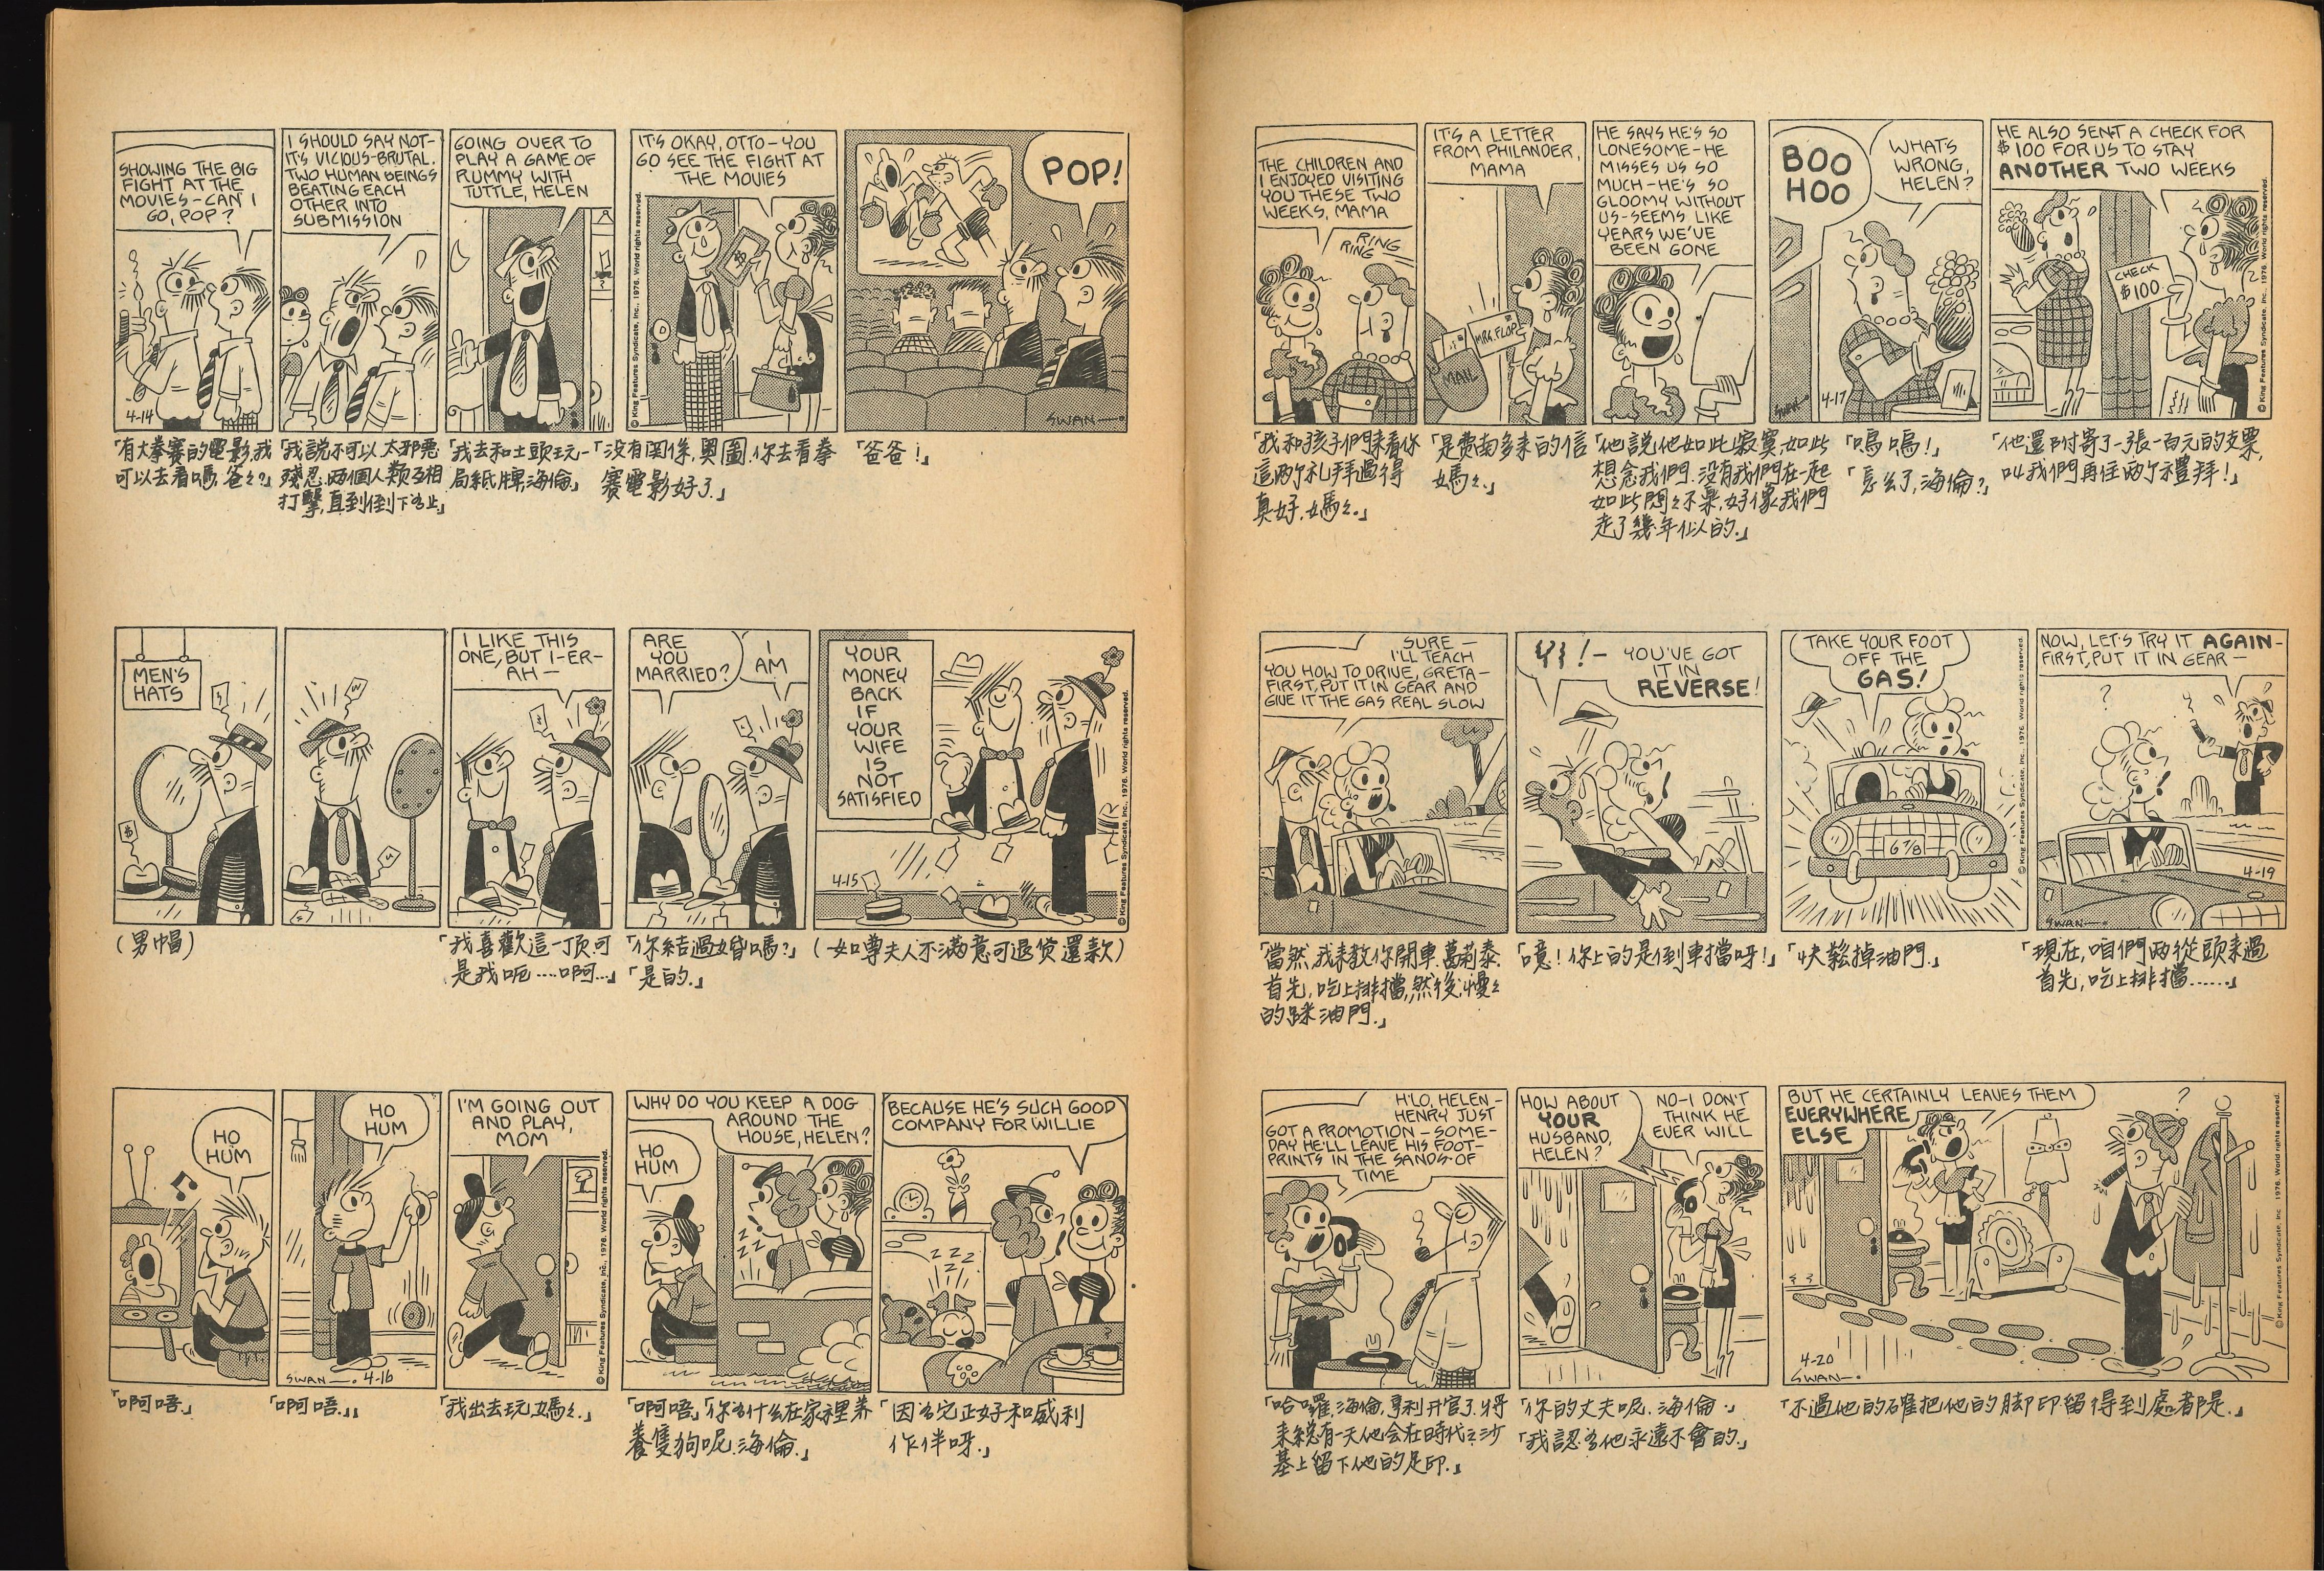 SHOWING THE BIG
FIGHT AT THE
MOVIES-CAN I
GO, POP?
4-14
I SHOULD SAY NOT-
IT'S VICIOUS-BRUTAL.
TWO HUMAN BEINGS
BEATING EACH
OTHER INTO
SUBMISSION
GOING OVER TO
PLAY A GAME OF
RUMMY WITH
TUTTLE, HELEN
IT'S OKAY, OTTO-YOU
GO SEE THE FIGHT AT
THE MOVIES
$
© King Features Syndicate, Inc., 1976. World rights reserved.
POP!
SWAN
「有大拳賽的電影,我
可以去看嗎,爸々?」
「我說不可以.太邪惡
殘忍.兩個人類互相
打擊,直到倒下為止」
「我去和土頭玩一
局紙牌,海倫」
「沒有関係,奧圖.你去看拳
賽電影好了.」
「爸爸!」
MEN'S
HATS
$
I LIKE THIS
ONE, BUT I-ER-
AH-
ARE
YOU
MARRIED?
I
AM
YOUR
MONEY
BACK
IF
YOUR
WIFE
IS
NOT
SATISFIED
4-15
© King Features Syndicate, Inc., 1976. World rights reserved.
(男帽)
「我喜歡這一頂.可
是我呃……啊…」
「你結過婚嗎?」
「是的.」
(如尊夫人不滿意可退貨還款)
HO
HUM
HO
HUM
SWAN 4-16
I'M GOING OUT
AND PLAY,
MOM
© King Features Syndicate, Inc., 1976. World rights reserved.
WHY DO YOU KEEP A DOG
AROUND THE
HOUSE, HELEN?
HO
HUM
ZZZ
BECAUSE HE'S SUCH GOOD
COMPANY FOR WILLIE
ZZZ
「啊唔」
「啊唔.」
「我出去玩,媽々.」
「啊唔」「你為什么在家裡养
養隻狗呢.海倫.」
「因為它正好和威利
作伴呀.」
THE CHILDREN AND
I ENJOYED VISITING
YOU THESE TWO
WEEKS, MAMA
RING
RING
IT'S A LETTER
FROM PHILANDER,
MAMA
MRS. FLOP
MAIL
HE SAYS HE'S SO
LONESOME-HE
MISSES US SO
MUCH-HE'S SO
GLOOMY WITHOUT
US-SEEMS LIKE
YEARS WE'VE
BEEN GONE
BOO
HOO
WHAT'S
WRONG,
HELEN?
SWAN 4-17
HE ALSO SENT A CHECK FOR
$100 FOR US TO STAY
ANOTHER TWO WEEKS
CHECK
$100
© King Features Syndicate, Inc., 1976. World rights reserved.
「我和孩子們來看你
這兩个礼拜過得
真好,媽々.」
「是费南多来的信
媽々.」
「他說他如此寂寞,如此
想念我們.没有我們在一起
如此悶々不樂,好像我們
走了幾年似的.」
「嗚嗚!」
「怎么了,海倫?」
「他還附寄了一張一百元的支票,
叫我們再住兩个禮拜!」
SURE-
I'LL TEACH
YOU HOW TO DRIVE, GRETA-
FIRST, PUT IT IN GEAR AND
GIVE IT THE GAS REAL SLOW
YI!-
YOU'VE GOT
IT IN
REVERSE!
TAKE YOUR FOOT
OFF THE
GAS!
678
© King Features Syndicate, Inc., 1976. World rights reserved.
NOW, LET'S TRY IT AGAIN-
FIRST, PUT IT IN GEAR-
?
4-19
SWAN
「當然,我来教你開車.葛莉泰.
首先,吃上排擋,然後,慢々
的踩油門.」
「噫!你上的是倒車擋呀!」
「快鬆掉油門.」
「現在,咱們两從頭来過
首先,吃上排擋……」
H'LO, HELEN-
HENRY JUST
GOT A PROMOTION-SOME-
DAY HE'LL LEAVE HIS FOOT-
PRINTS IN THE SANDS OF
TIME
HOW ABOUT
YOUR
HUSBAND,
HELEN?
NO-I DON'T
THINK HE
EVER WILL
BUT HE CERTAINLY LEAVES THEM
EVERYWHERE
ELSE
?
4-20
SWAN
© King Features Syndicate, Inc 1976. World rights reserved.
「哈囉,海倫,亨利升官了.將
来總有一天他会在時代之沙
基上留下他的足印.」
「你的丈夫呢.海倫.」
「我認為他永遠不會的.」
「不過他的確把他的脚印留得到處都是.」